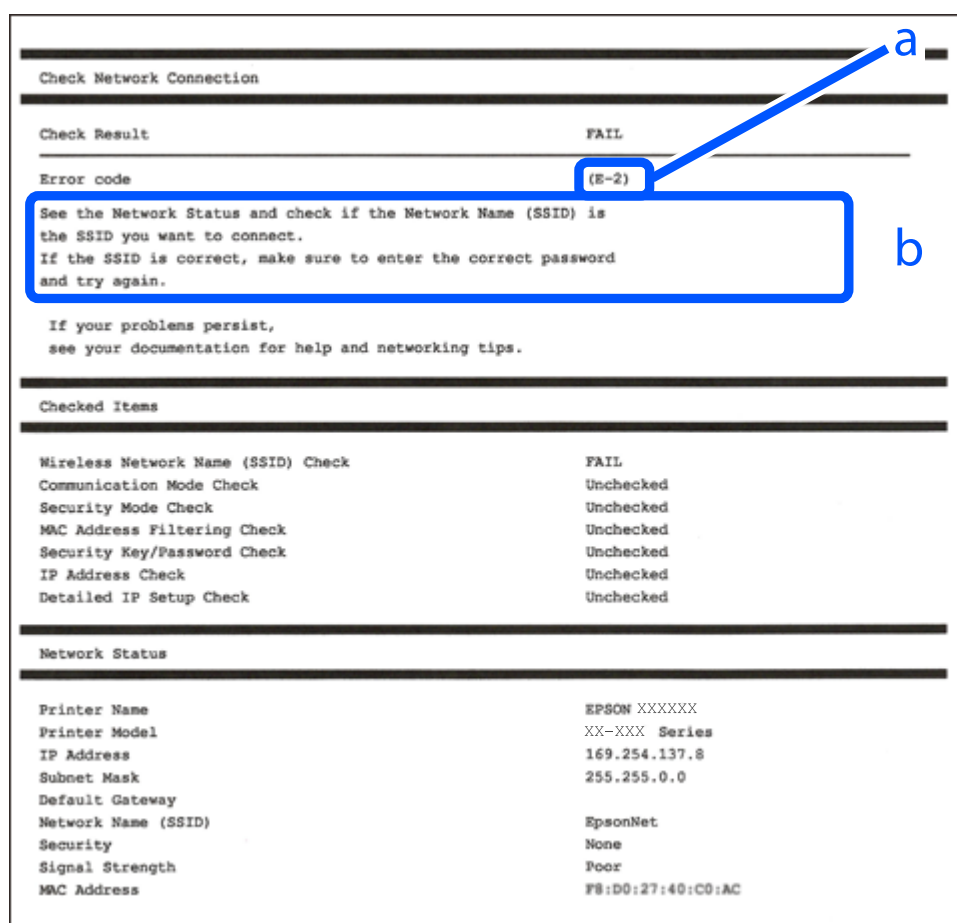 a
Check Network Connection
Check Result FAIL
Error code (E-2)
See the Network Status and check if the Network Name (SSID) is
the SSID you want to connect.
If the SSID is correct, make sure to enter the correct password
and try again.
b
If your problems persist,
see your documentation for help and networking tips.
Checked Items
Wireless Network Name (SSID) Check FAIL
Communication Mode Check Unchecked
Security Mode Check Unchecked
MAC Address Filtering Check Unchecked
Security Key/Password Check Unchecked
IP Address Check Unchecked
Detailed IP Setup Check Unchecked
Network Status
Printer Name EPSON XXXXXX
Printer Model XX-XXX Series
IP Address 169.254.137.8
Subnet Mask 255.255.0.0
Default Gateway
Network Name (SSID) EpsonNet
Security None
Signal Strength Poor
MAC Address F8:D0:27:40:C0:AC